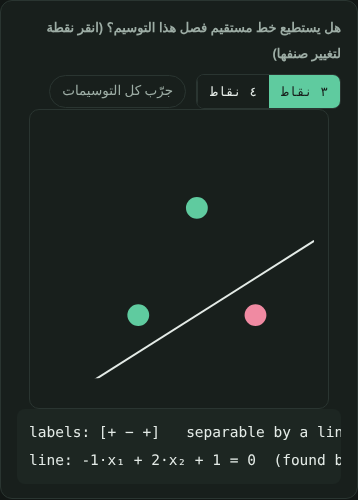 هل يستطيع خط مستقيم فصل هذا التوسيم؟ (انقر نقطة
لتغيير صنفها)
٣ نقاط
٤ نقاط
جرّب كل التوسيمات
labels: [+ − +]   separable by a lin
line: -1·x₁ + 2·x₂ + 1 = 0  (found b